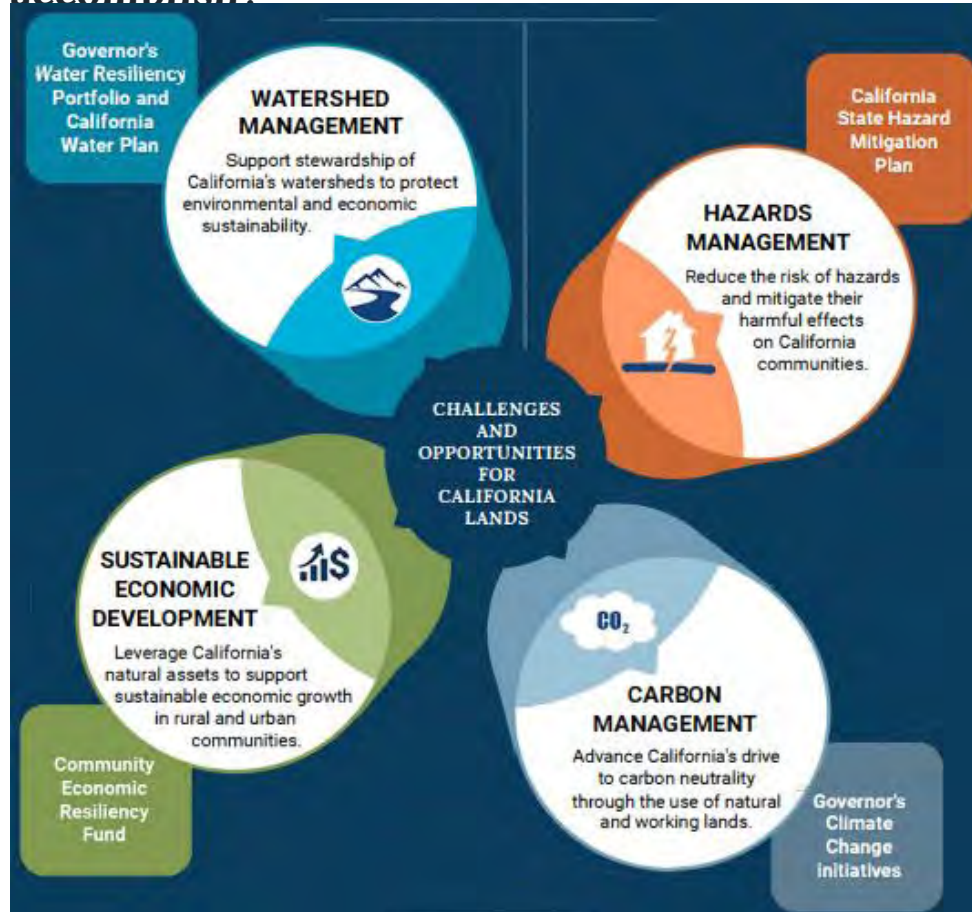 Governor's
Water Resiliency
Portfolio and
California
Water Plan
WATERSHED
MANAGEMENT
Support stewardship of
California's watersheds to protect
environmental and economic
sustainability.
California
State Hazard
Mitigation
Plan
HAZARDS
MANAGEMENT
Reduce the risk of hazards
and mitigate their
harmful effects
on California
communities.
CHALLENGES
AND
OPPORTUNITIES
FOR
CALIFORNIA
LANDS
SUSTAINABLE
ECONOMIC
DEVELOPMENT
Leverage California's
natural assets to support
sustainable economic growth
in rural and urban
communities.
$
Community
Economic
Resiliency
Fund
CO₂
CARBON
MANAGEMENT
Advance California's drive
to carbon neutrality
through the use of natural
and working lands.
Governor's
Climate
Change
initiatives